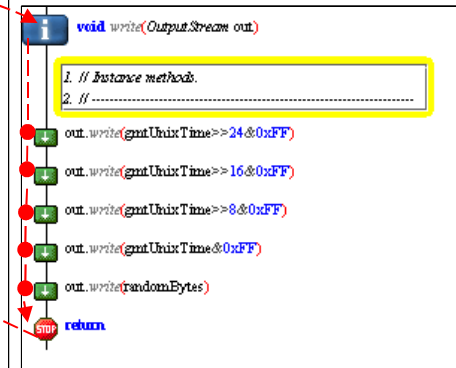 i void write(OutputStream out)
1. // Instance methods.
2. // -----------------------------------------------------------------------
out.write(gmtUnixTime>>24&0xFF)
out.write(gmtUnixTime>>16&0xFF)
out.write(gmtUnixTime>>8&0xFF)
out.write(gmtUnixTime&0xFF)
out.write(randomBytes)
STOP return